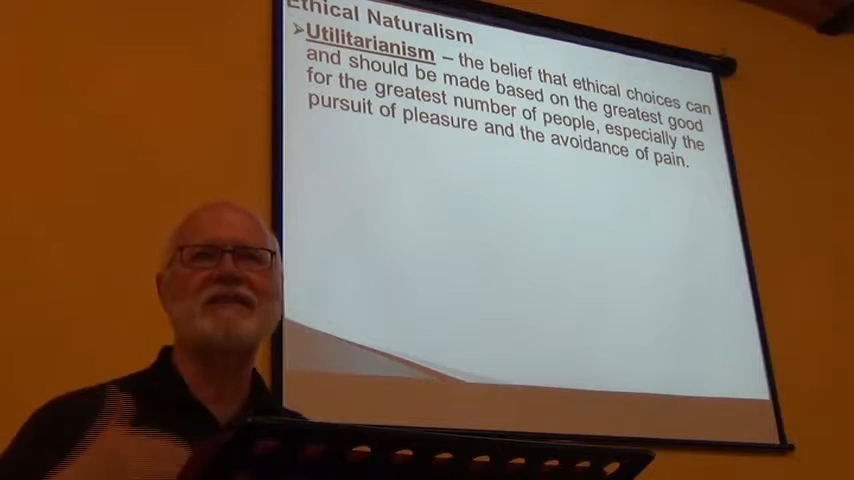 Ethical Naturalism
➢Utilitarianism – the belief that ethical choices can
and should be made based on the greatest good
for the greatest number of people, especially the
pursuit of pleasure and the avoidance of pain.